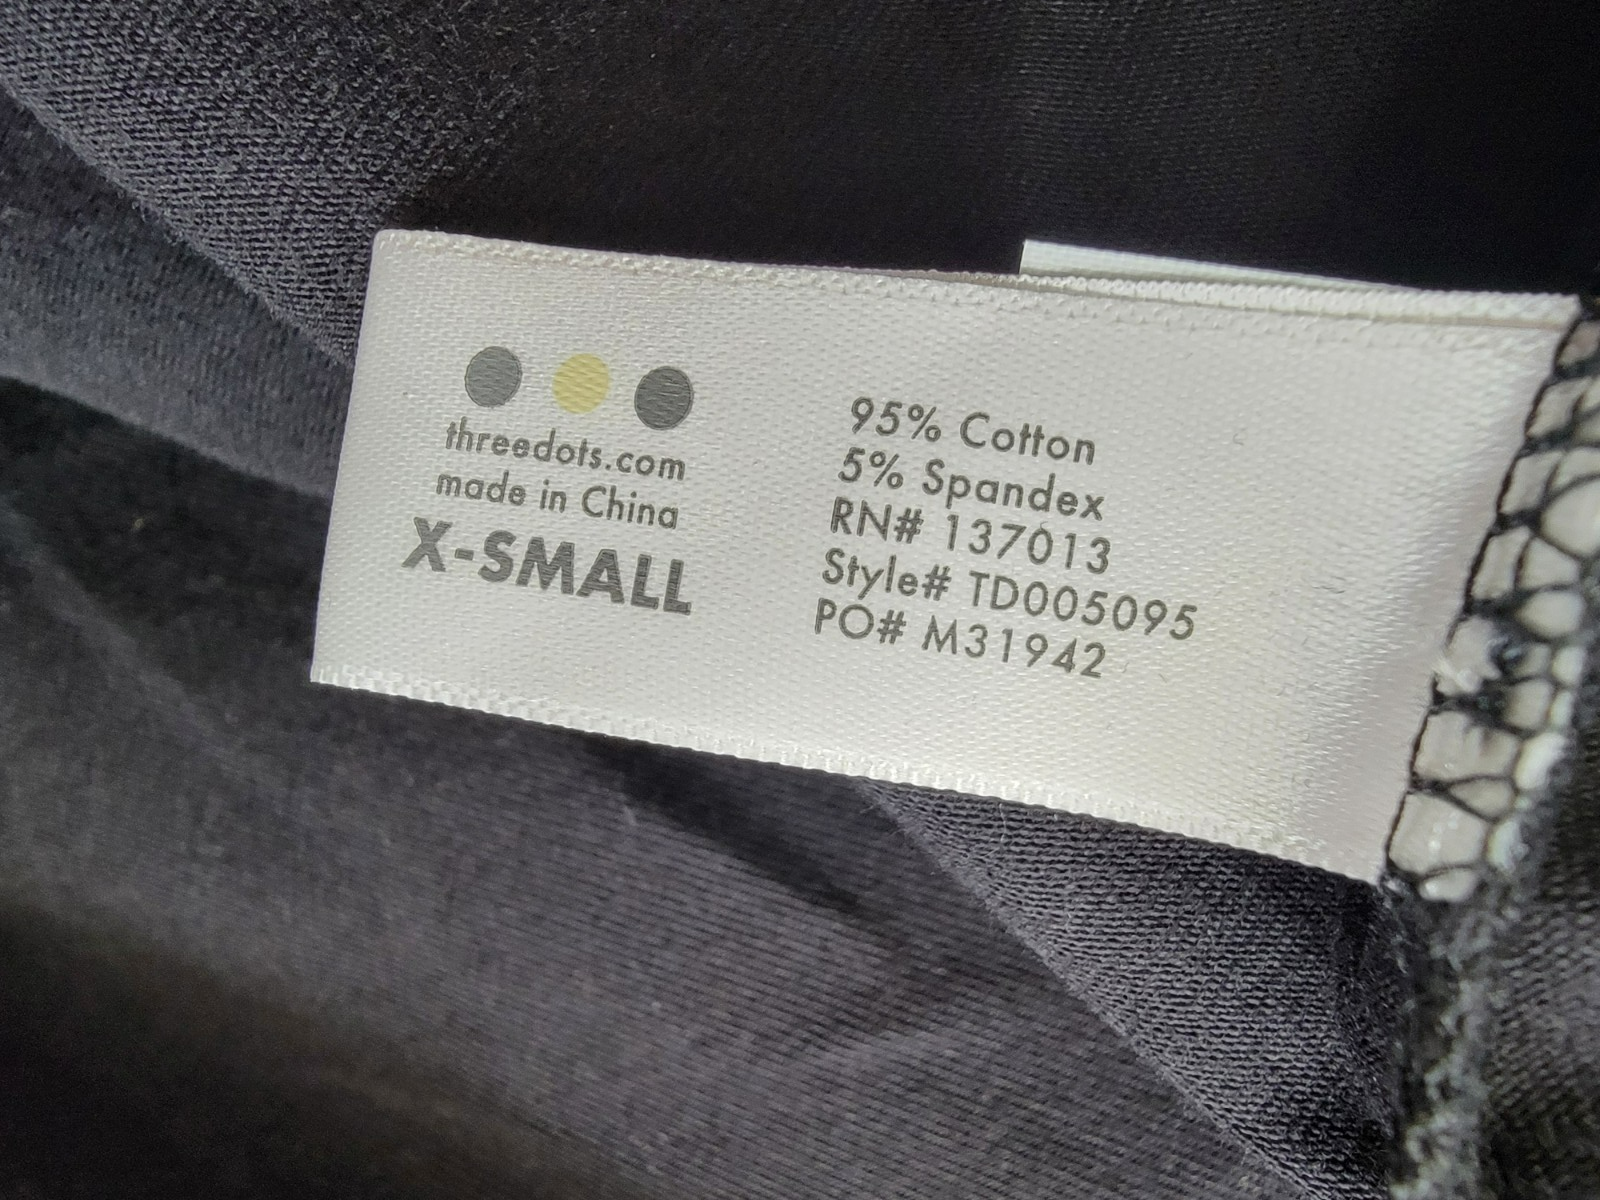 threedots.com
made in China
X-SMALL
95% Cotton
5% Spandex
RN# 137013
Style# TD005095
PO# M31942